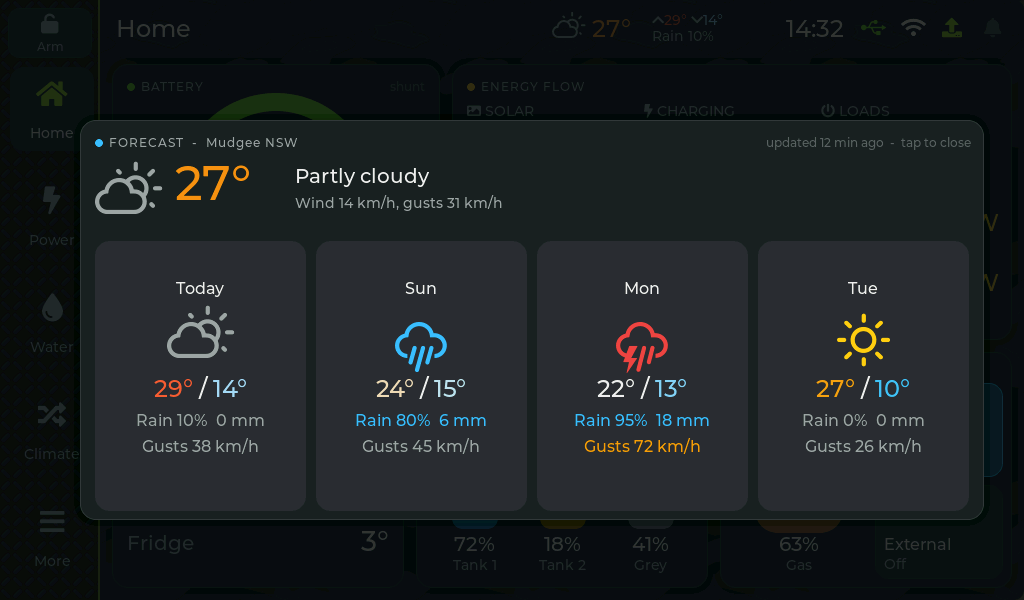 Arm
Home
27° 29° 14°
Rain 10%
14:32
Home
Power
Water
Climate
More
BATTERY
shunt
ENERGY FLOW
SOLAR
CHARGING
LOADS
FORECAST - Mudgee NSW
updated 12 min ago - tap to close
27°
Partly cloudy
Wind 14 km/h, gusts 31 km/h
Today
29° / 14°
Rain 10% 0 mm
Gusts 38 km/h
Sun
24° / 15°
Rain 80% 6 mm
Gusts 45 km/h
Mon
22° / 13°
Rain 95% 18 mm
Gusts 72 km/h
Tue
27° / 10°
Rain 0% 0 mm
Gusts 26 km/h
W
W
Fridge
3°
72%
Tank 1
18%
Tank 2
41%
Grey
63%
Gas
External
Off